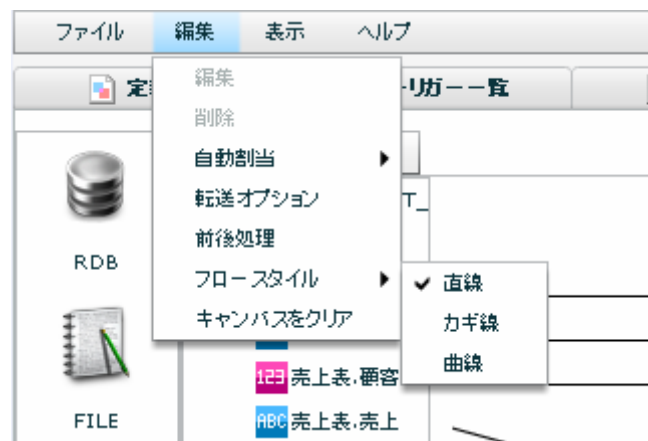 ファイル 編集 表示 ヘルプ
定 リガー一覧
編集
削除
自動割当
転送オプション
T_
前後処理
RDB
フロースタイル
直線
キャンバスをクリア
カギ線
曲線
123 売上表.顧客
FILE
ABC 売上表.売上